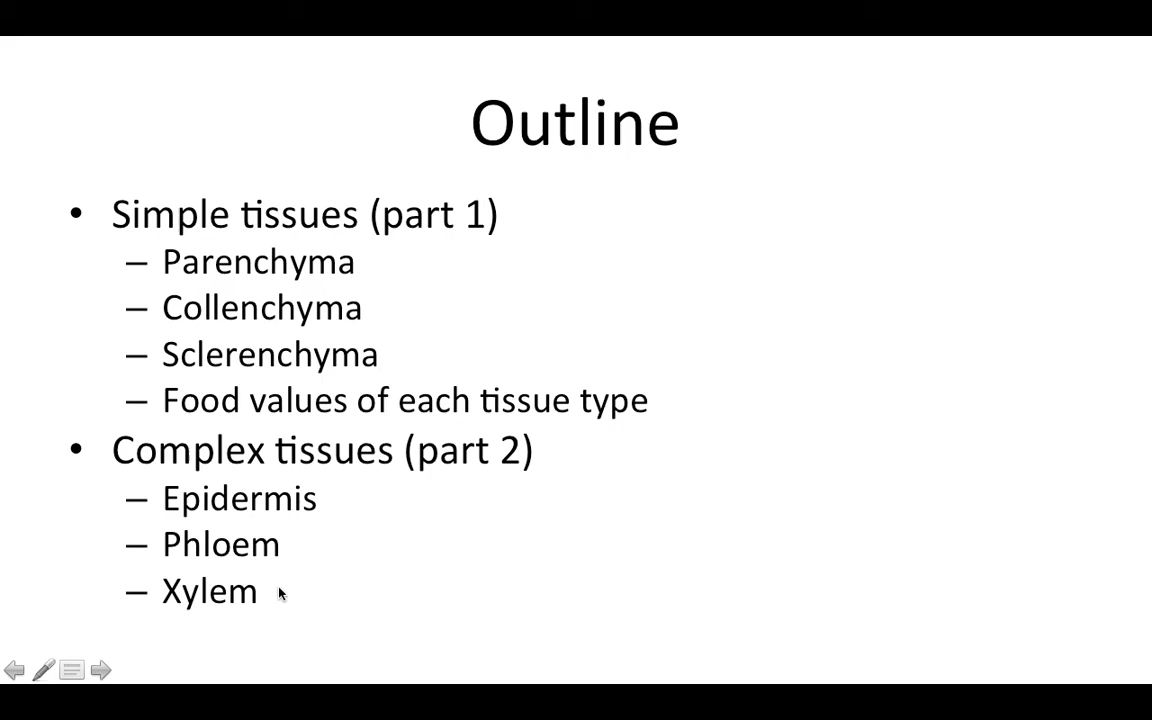 Outline
• Simple tissues (part 1)
– Parenchyma
– Collenchyma
– Sclerenchyma
– Food values of each tissue type
• Complex tissues (part 2)
– Epidermis
– Phloem
– Xylem